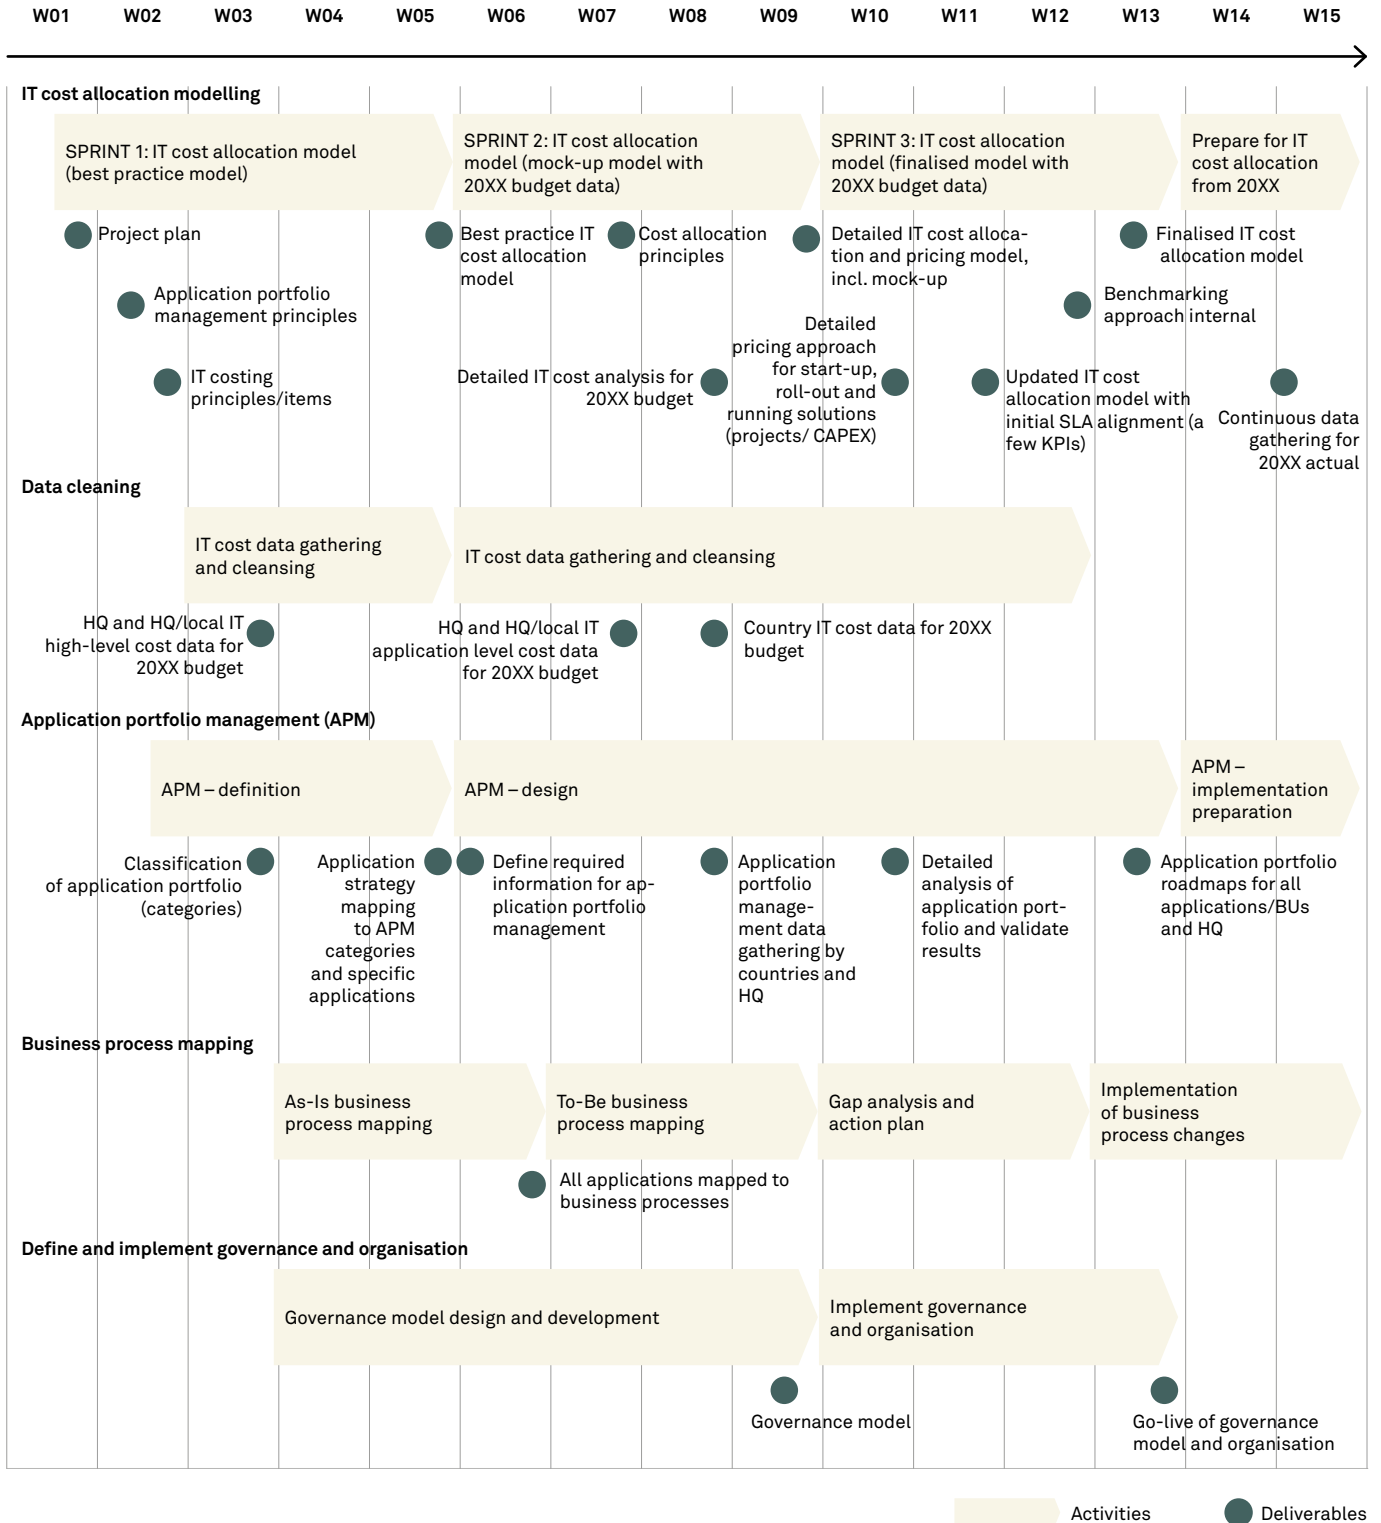 W01 W02 W03 W04 W05 W06 W07 W08 W09 W10 W11 W12 W13 W14 W15
IT cost allocation modelling
SPRINT 1: IT cost allocation model
(best practice model)
SPRINT 2: IT cost allocation
model (mock-up model with
20XX budget data)
SPRINT 3: IT cost allocation
model (finalised model with
20XX budget data)
Prepare for IT
cost allocation
from 20XX
Project plan
Best practice IT
cost allocation
model
Cost allocation
principles
Detailed IT cost alloca-
tion and pricing model,
incl. mock-up
Finalised IT cost
allocation model
Application portfolio
management principles
Benchmarking
approach internal
IT costing
principles/items
Detailed IT cost analysis for
20XX budget
Detailed
pricing approach
for start-up,
roll-out and
running solutions
(projects/ CAPEX)
Updated IT cost
allocation model with
initial SLA alignment (a
few KPIs)
Continuous data
gathering for
20XX actual
Data cleaning
IT cost data gathering
and cleansing
IT cost data gathering and cleansing
HQ and HQ/local IT
high-level cost data for
20XX budget
HQ and HQ/local IT
application level cost data
for 20XX budget
Country IT cost data for 20XX
budget
Application portfolio management (APM)
APM – definition
APM – design
APM –
implementation
preparation
Classification
of application portfolio
(categories)
Application
strategy
mapping
to APM
categories
and specific
applications
Define required
information for ap-
plication portfolio
management
Application
portfolio
manage-
ment data
gathering by
countries and
HQ
Detailed
analysis of
application port-
folio and validate
results
Application portfolio
roadmaps for all
applications/BUs
and HQ
Business process mapping
As-Is business
process mapping
To-Be business
process mapping
Gap analysis and
action plan
Implementation
of business
process changes
All applications mapped to
business processes
Define and implement governance and organisation
Governance model design and development
Implement governance
and organisation
Governance model
Go-live of governance
model and organisation
Activities
Deliverables